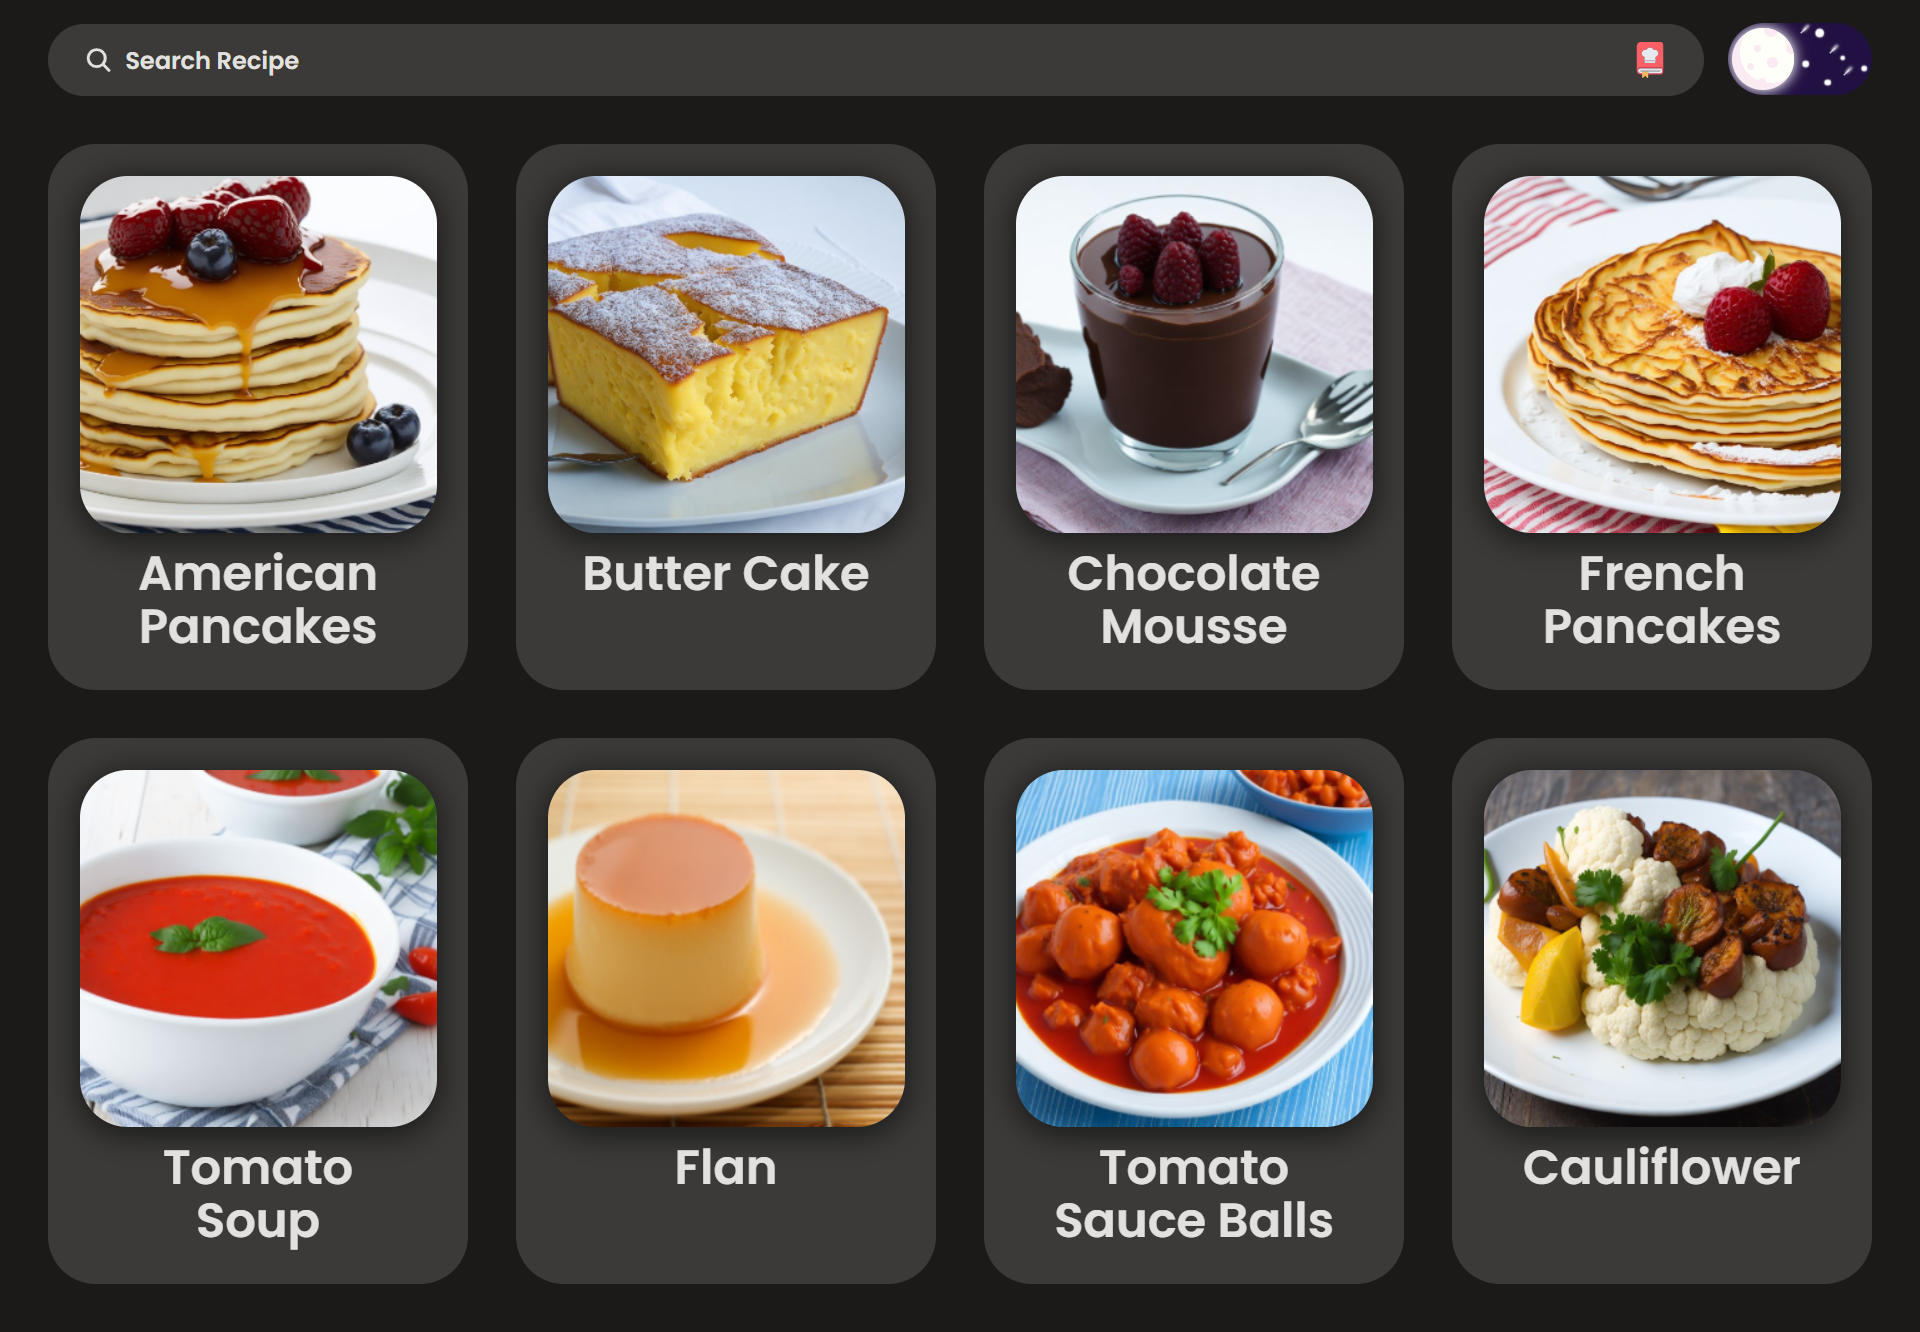 Search Recipe
American
Pancakes
Butter Cake
Chocolate
Mousse
French
Pancakes
Tomato
Soup
Flan
Tomato
Sauce Balls
Cauliflower